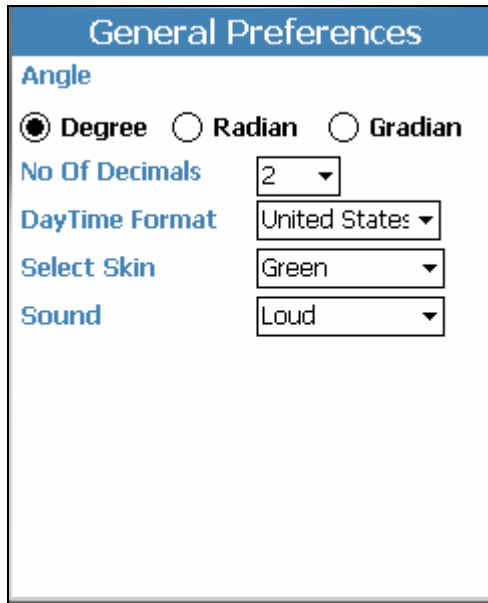 General Preferences
Angle
Degree Radian Gradian
No Of Decimals 2
DayTime Format United States
Select Skin Green
Sound Loud